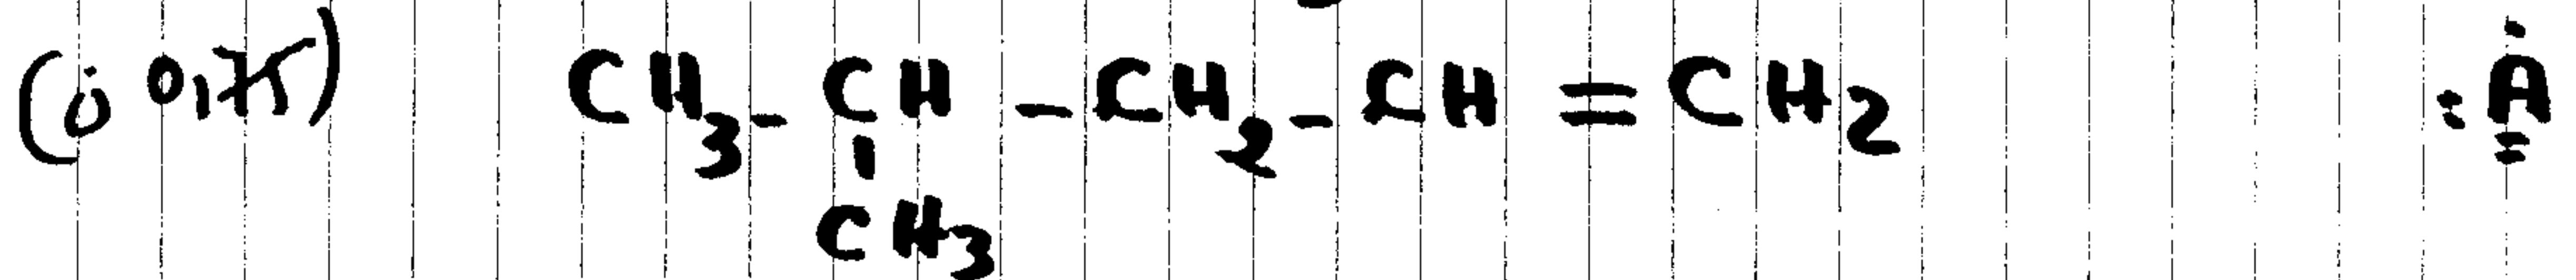 A: CH₃-CH-CH₂-CH=CH₂ (0,75 ن)
CH₃